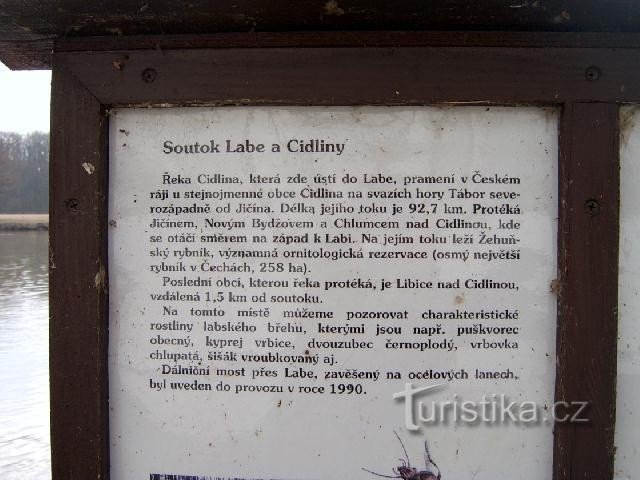 Soutok Labe a Cidliny
Řeka Cidlina, která zde ústí do Labe, pramení v Českém
ráji u stejnojmenné obce Cidlina na svazích hory Tábor seve-
rozápadně od Jičína. Délka jejího toku je 92,7 km. Protéká
Jičínem, Novým Bydžovem a Chlumcem nad Cidlinou, kde
se otáčí směrem na západ k Labi. Na jejím toku leží Žehuň-
ský rybník, významná ornitologická rezervace (osmý největší
rybník v Čechách, 258 ha).
Poslední obcí, kterou řeka protéká, je Libice nad Cidlinou,
vzdálená 1,5 km od soutoku.
Na tomto místě můžeme pozorovat charakteristické
rostliny labského břehu, kterými jsou např. puškvorec
obecný, kyprej vrbice, dvouzubec černoplodý, vrbovka
chlupatá, šišák vroubkovaný aj.
Dálniční most přes Labe, zavěšený na ocelových lanech,
byl uveden do provozu v roce 1990.
Turistika.cz